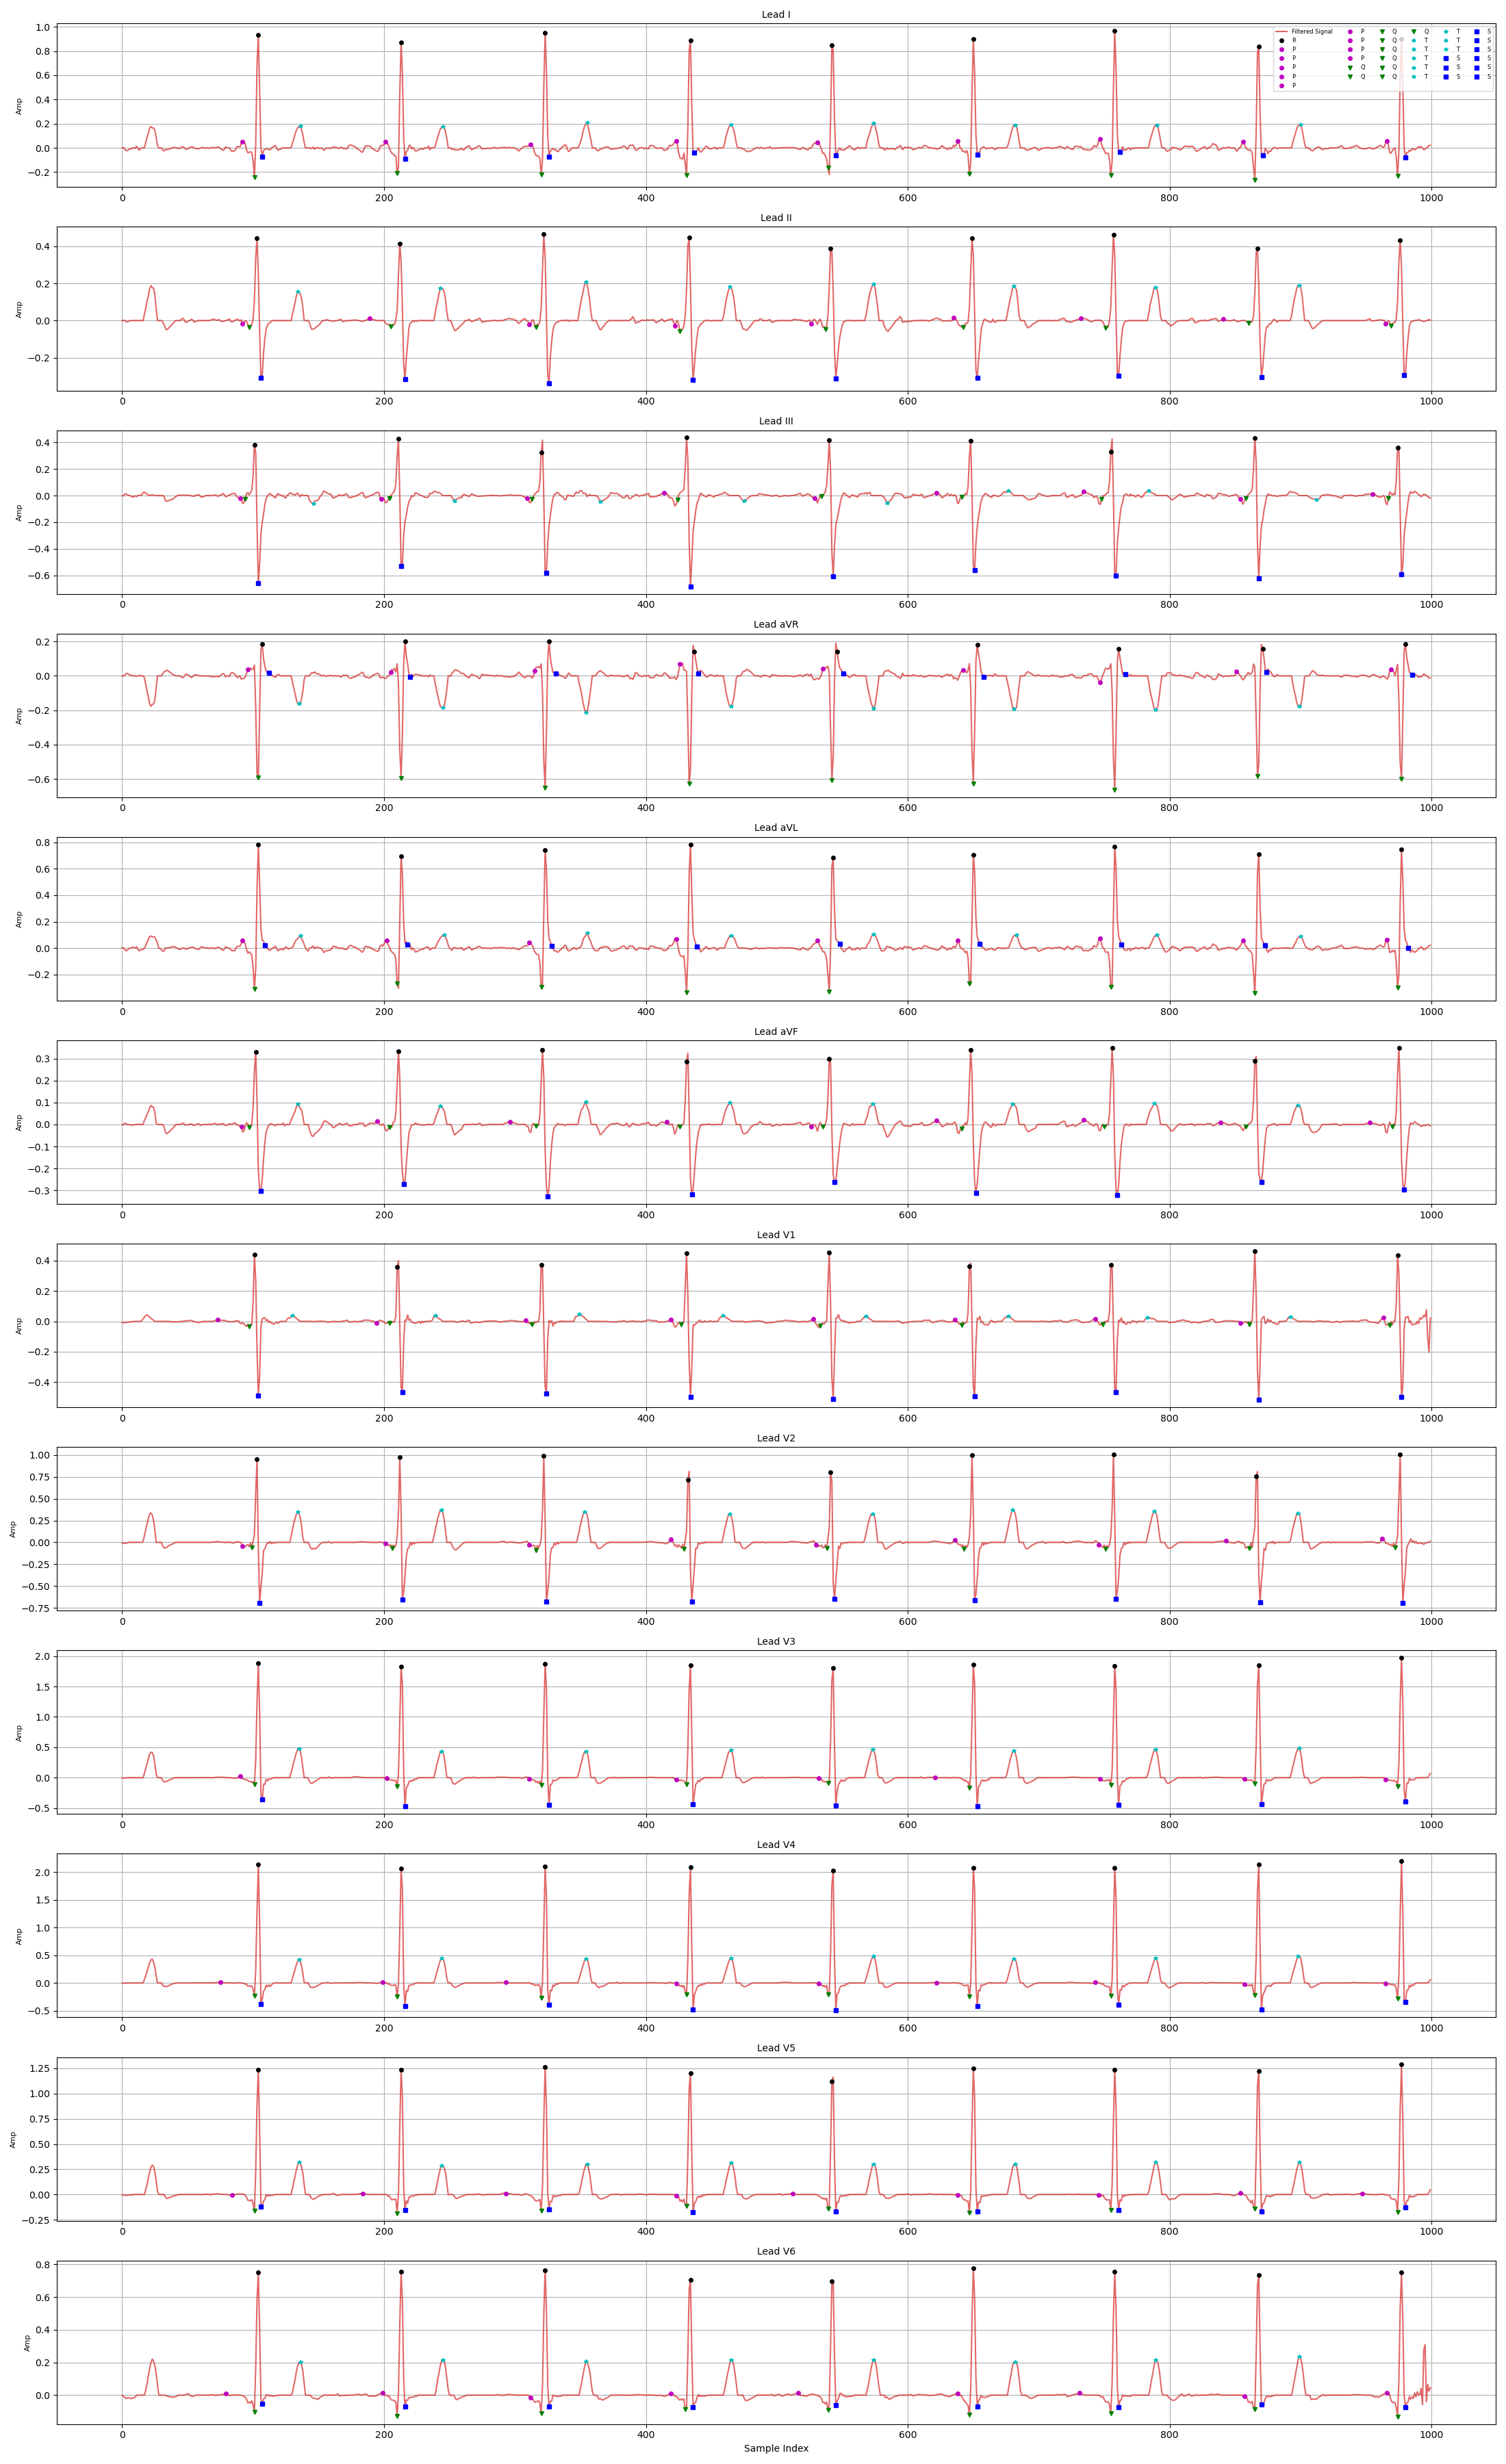 Lead I
Amp
1.0
0.8
0.6
0.4
0.2
0.0
−0.2
Filtered Signal P Q Q T S
R P Q T T S
P P Q T T S
P P Q T S S
P Q Q T S S
P
0 200 400 600 800 1000
Lead II
Amp
0.4
0.2
0.0
−0.2
0 200 400 600 800 1000
Lead III
Amp
0.4
0.2
0.0
−0.2
−0.4
−0.6
0 200 400 600 800 1000
Lead aVR
Amp
0.2
0.0
−0.2
−0.4
−0.6
0 200 400 600 800 1000
Lead aVL
Amp
0.8
0.6
0.4
0.2
0.0
−0.2
0 200 400 600 800 1000
Lead aVF
Amp
0.3
0.2
0.1
0.0
−0.1
−0.2
−0.3
0 200 400 600 800 1000
Lead V1
Amp
0.4
0.2
0.0
−0.2
−0.4
0 200 400 600 800 1000
Lead V2
Amp
1.00
0.75
0.50
0.25
0.00
−0.25
−0.50
−0.75
0 200 400 600 800 1000
Lead V3
Amp
2.0
1.5
1.0
0.5
0.0
−0.5
0 200 400 600 800 1000
Lead V4
Amp
2.0
1.5
1.0
0.5
0.0
−0.5
0 200 400 600 800 1000
Lead V5
Amp
1.25
1.00
0.75
0.50
0.25
0.00
−0.25
0 200 400 600 800 1000
Lead V6
Amp
0.8
0.6
0.4
0.2
0.0
0 200 400 600 800 1000
Sample Index